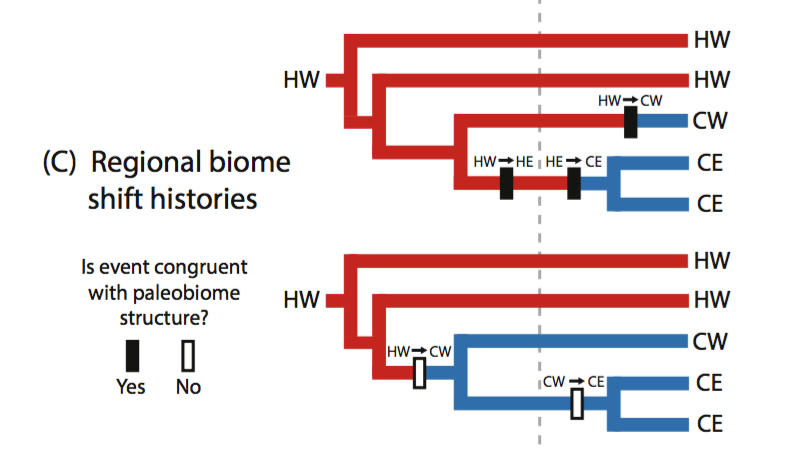 HW
HW
HW
HW→CW
CW
(C) Regional biome
shift histories
HW→HE HE→CE
CE
CE
Is event congruent
with paleobiome
structure?
Yes No
HW
HW
HW
HW→CW
CW
CW→CE
CE
CE